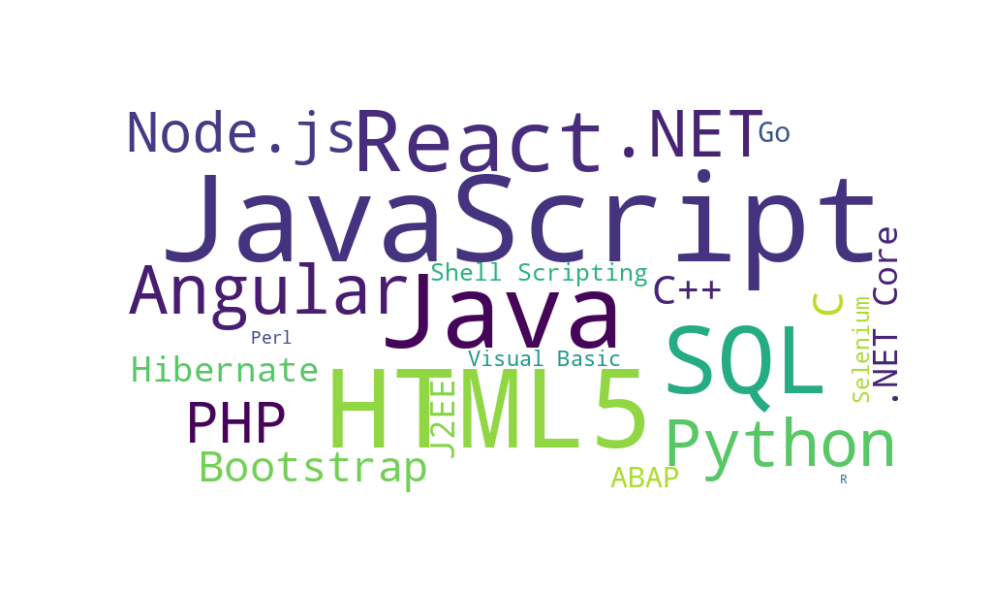 Node.js
React
.NET
Go
JavaScript
Angular
Shell Scripting
Java
C++
C
.NET Core
Selenium
Perl
SQL
Visual Basic
Hibernate
HTML5
J2EE
PHP
Python
Bootstrap
ABAP
R